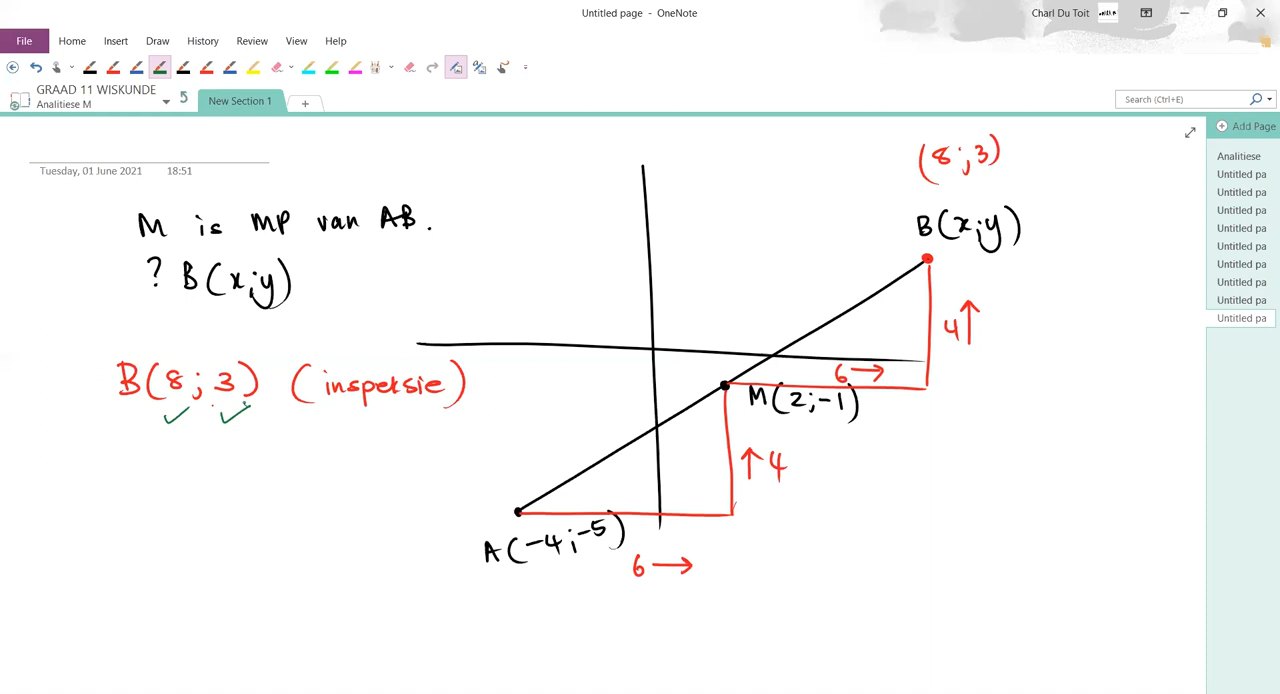 Untitled page - OneNote
Charl Du Toit
File Home Insert Draw History Review View Help
GRAAD 11 WISKUNDE
Analitiese M
New Section 1
+
Search (Ctrl+E)
Add Page
Analitiese
Untitled pa
Untitled pa
Untitled pa
Untitled pa
Untitled pa
Untitled pa
Untitled pa
Untitled pa
Untitled pa
Tuesday, 01 June 2021 18:51
M is MP van AB.
? B(x;y)
B(8;3) (inspeksie)
(8;3)
B(x;y)
4↑
6→
M(2;-1)
↑4
A(-4;-5)
6→